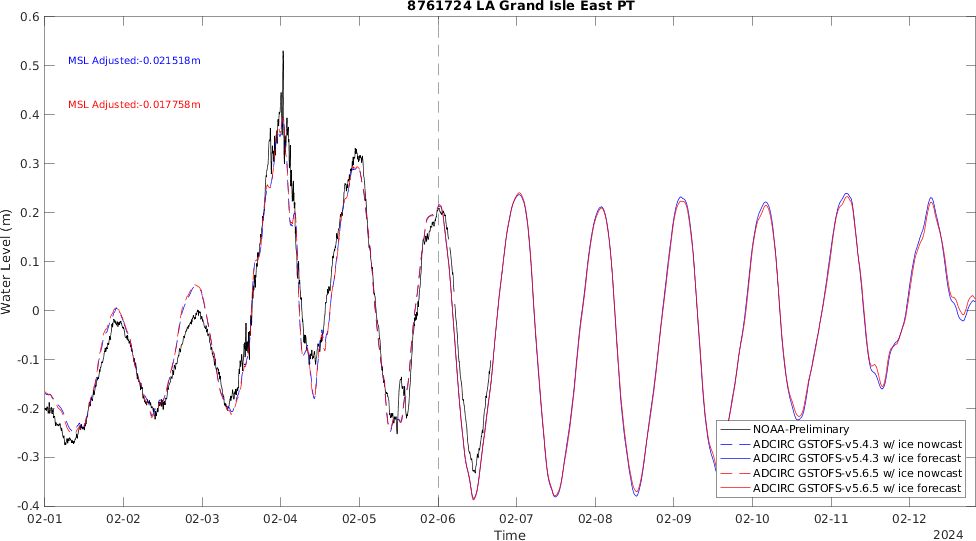 8761724 LA Grand Isle East PT
MSL Adjusted:-0.021518m
MSL Adjusted:-0.017758m
Water Level (m)
0.6
0.5
0.4
0.3
0.2
0.1
0
-0.1
-0.2
-0.3
-0.4
NOAA-Preliminary
ADCIRC GSTOFS-v5.4.3 w/ ice nowcast
ADCIRC GSTOFS-v5.4.3 w/ ice forecast
ADCIRC GSTOFS-v5.6.5 w/ ice nowcast
ADCIRC GSTOFS-v5.6.5 w/ ice forecast
02-01 02-02 02-03 02-04 02-05 02-06 02-07 02-08 02-09 02-10 02-11 02-12
Time
2024